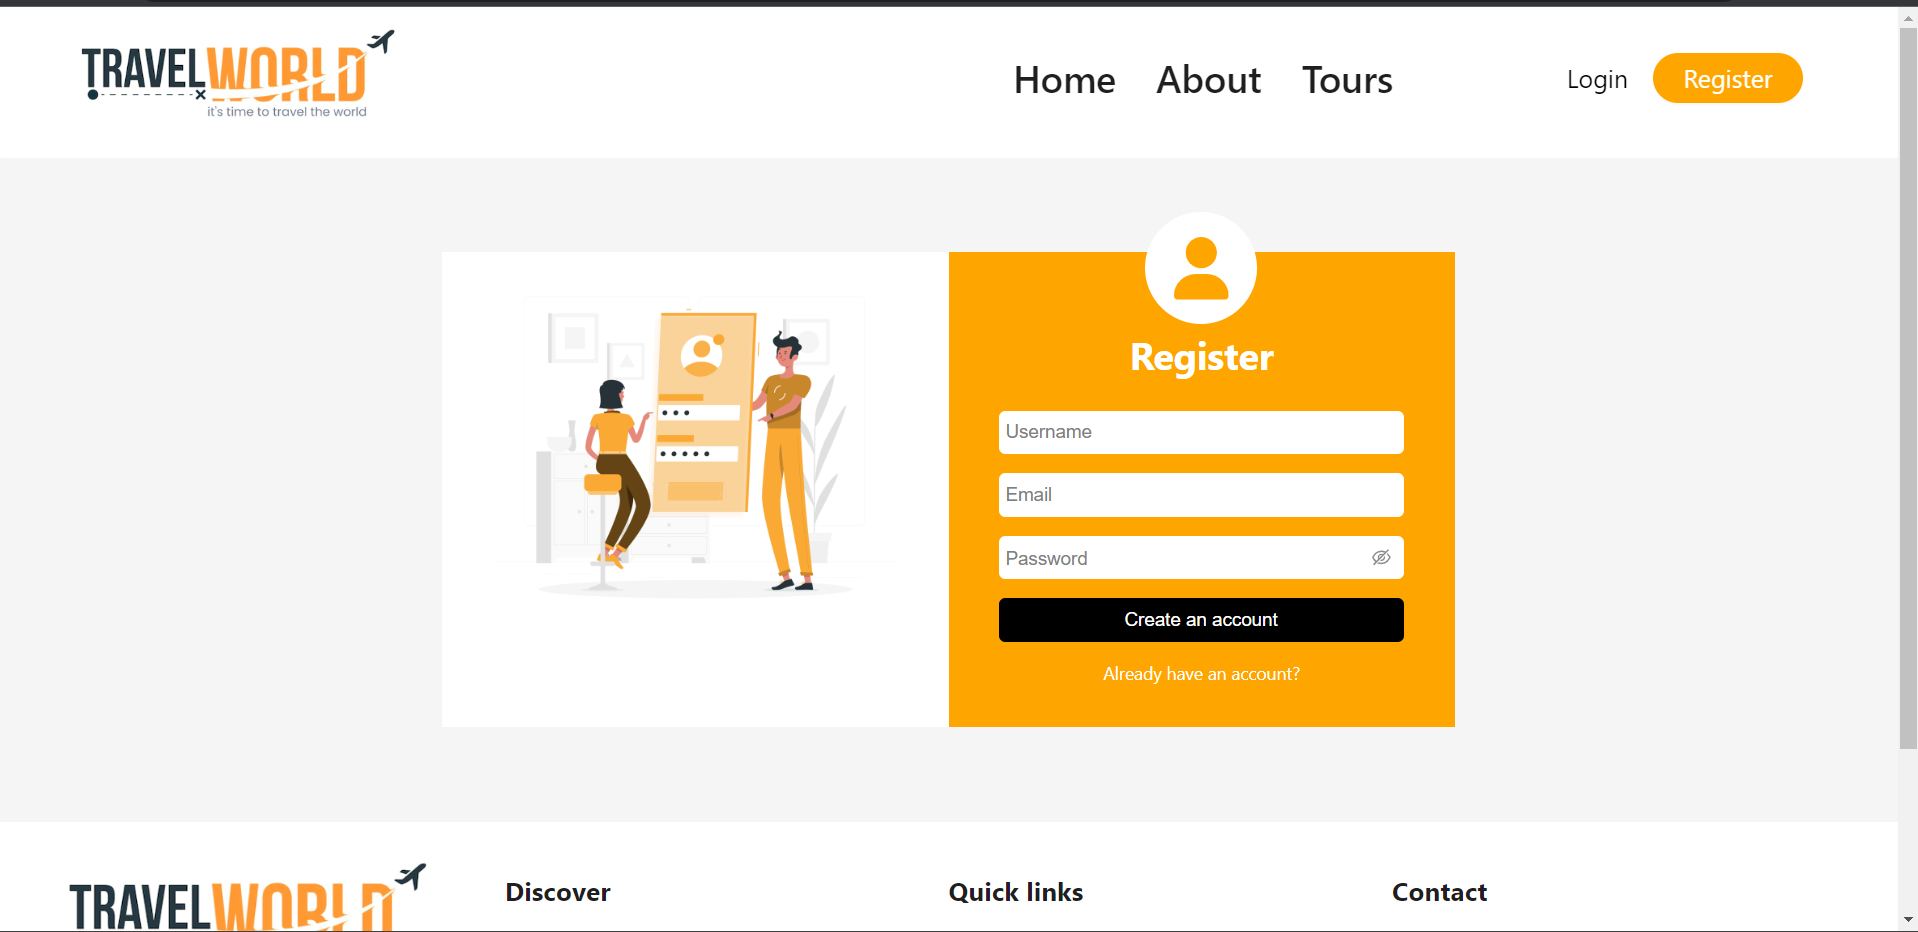 TRAVELWORLD
it's time to travel the world
Home About Tours
Login Register
Register
Username
Email
Password
Create an account
Already have an account?
TRAVELWORLD
Discover
Quick links
Contact